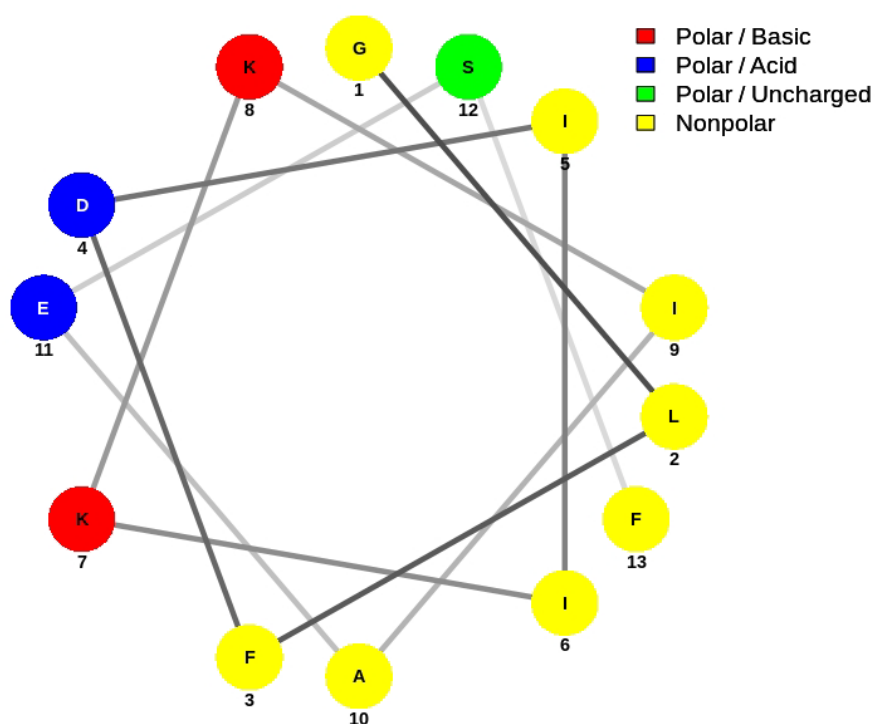 G
1
K
8
S
12
I
5
D
4
E
11
I
9
L
2
K
7
F
13
I
6
F
3
A
10
Polar / Basic
Polar / Acid
Polar / Uncharged
Nonpolar